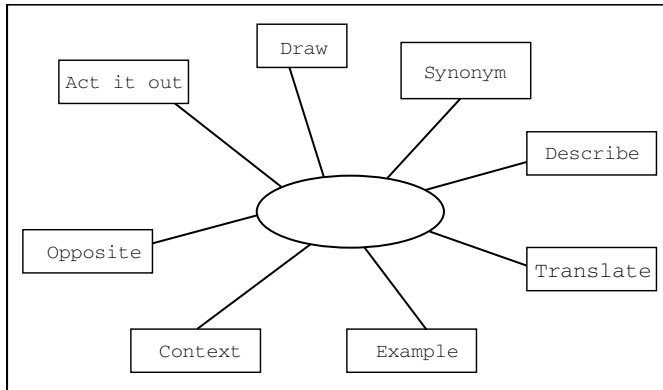 Draw
Synonym
Act it out
Describe
Opposite
Translate
Context
Example